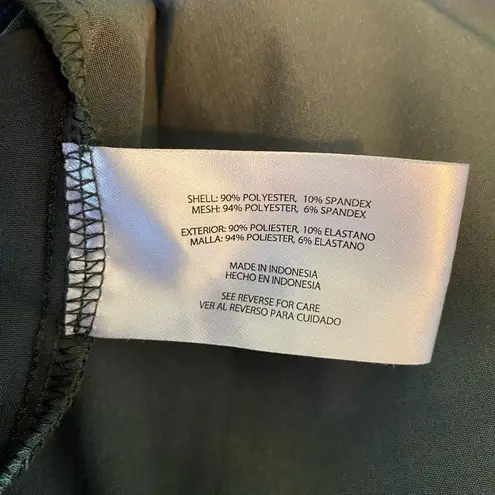 SHELL: 90% POLYESTER, 10% SPANDEX
MESH: 94% POLYESTER, 6% SPANDEX
EXTERIOR: 90% POLIESTER, 10% ELASTANO
MALLA: 94% POLIESTER, 6% ELASTANO
MADE IN INDONESIA
HECHO EN INDONESIA
SEE REVERSE FOR CARE
VER AL REVERSO PARA CUIDADO